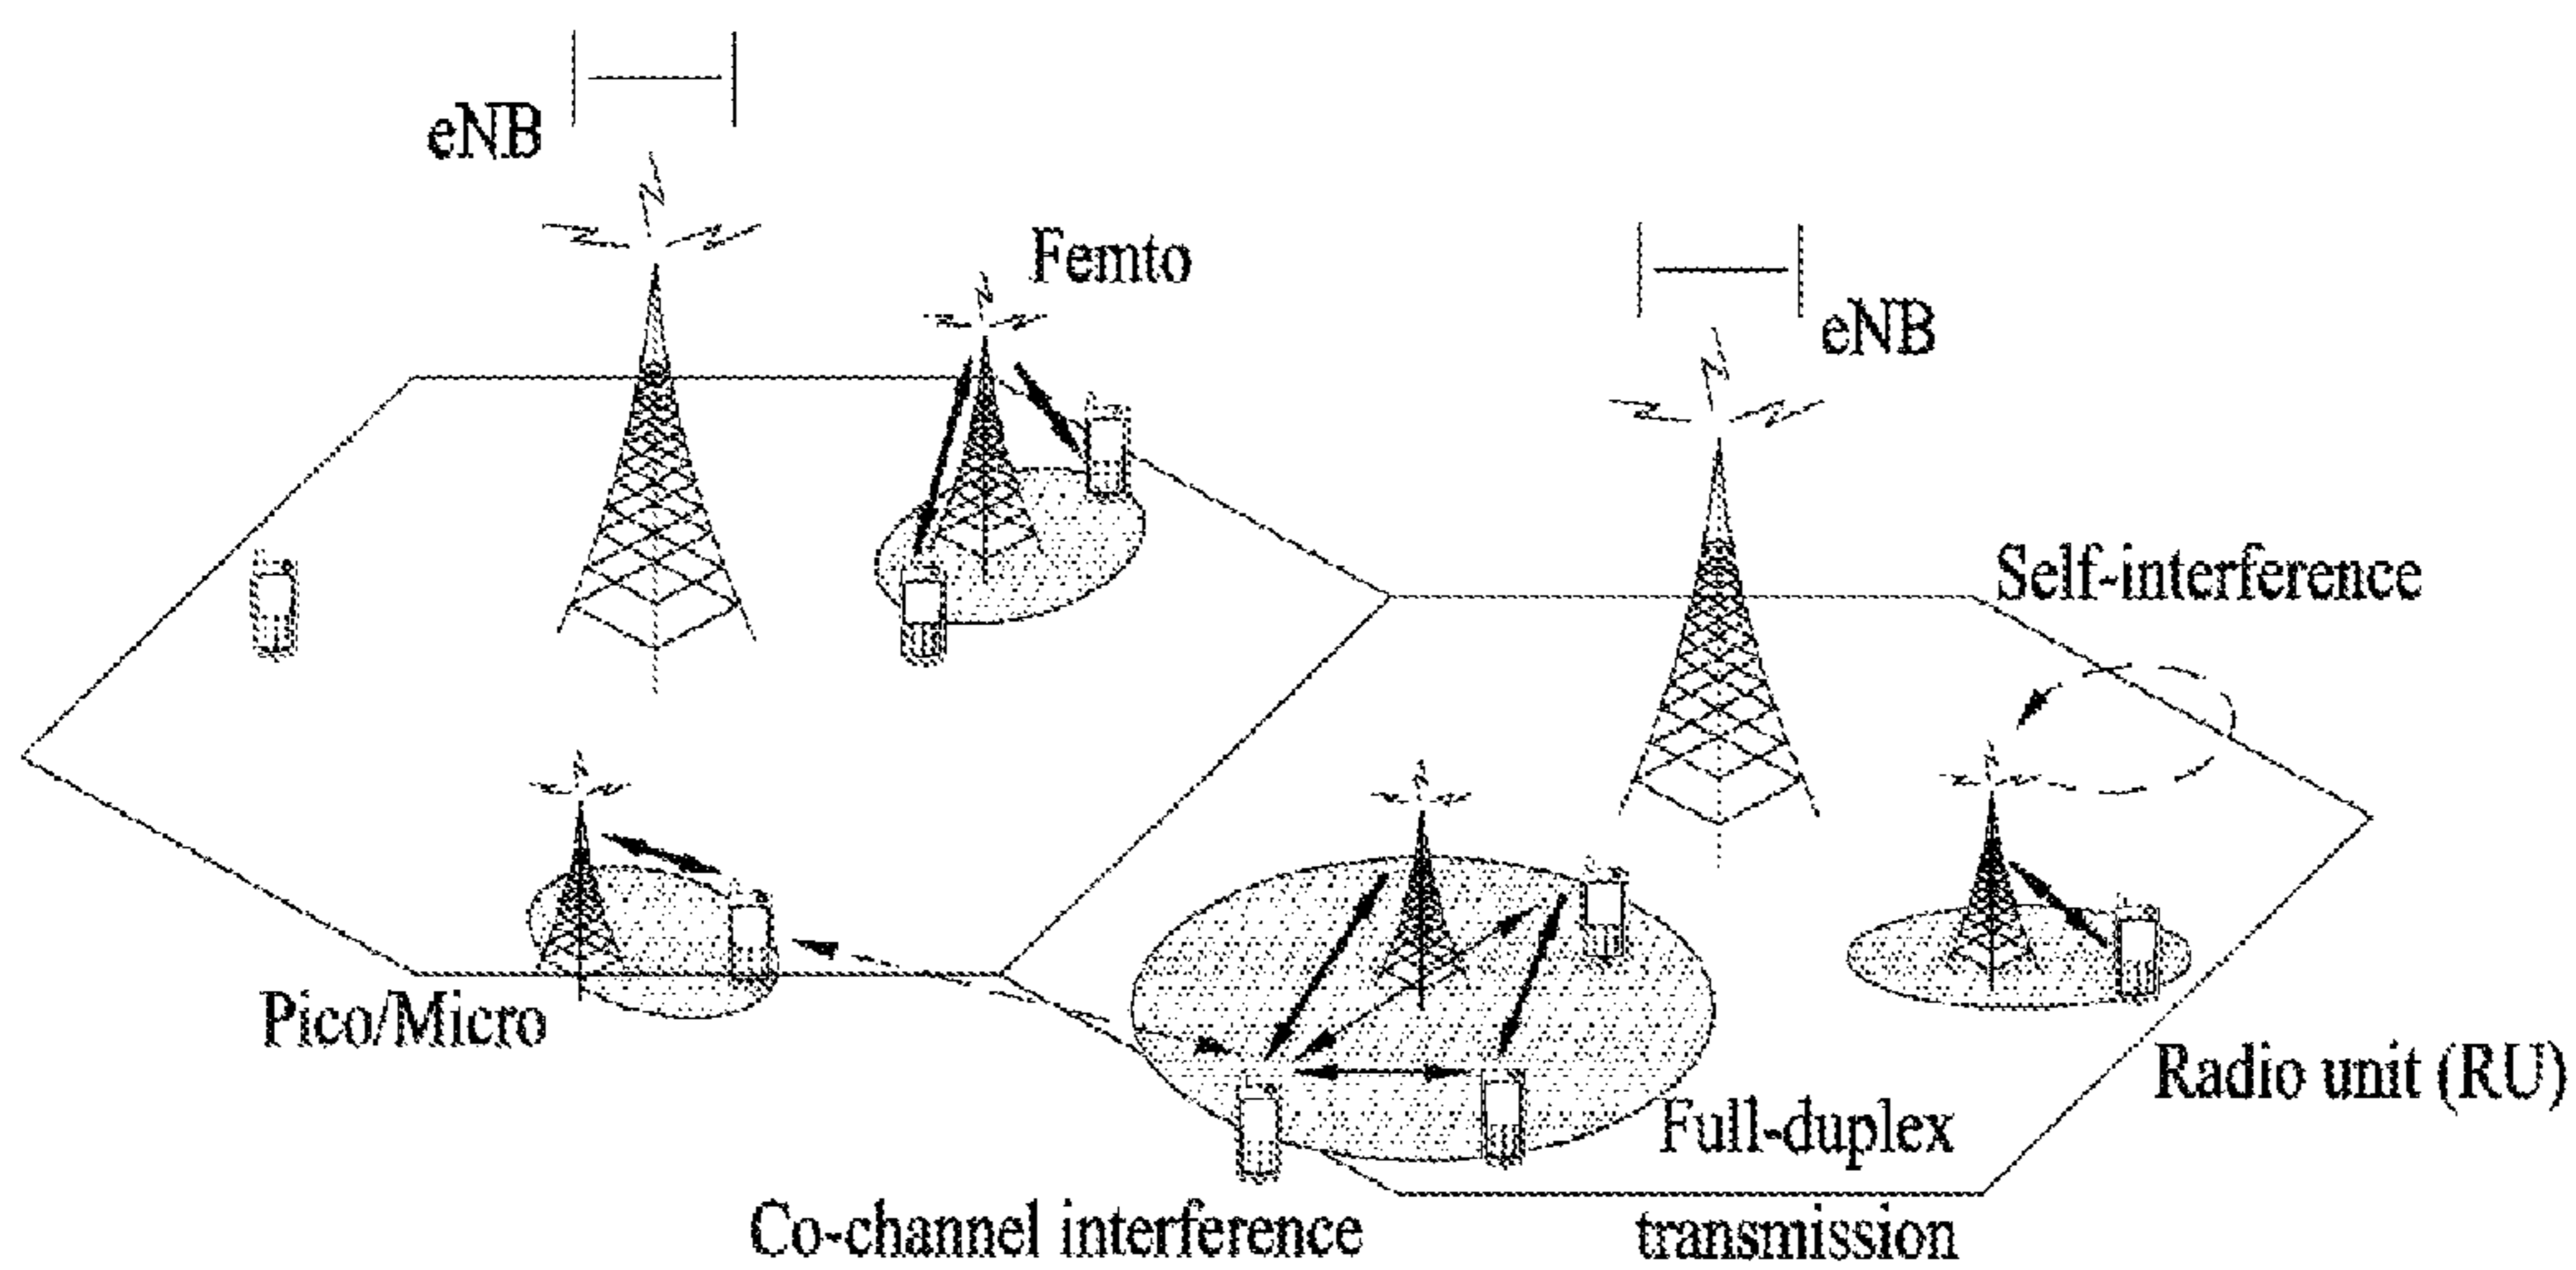 eNB
Femto
eNB
Self-interference
Pico/Micro
Radio unit (RU)
Full-duplex
transmission
Co-channel interference